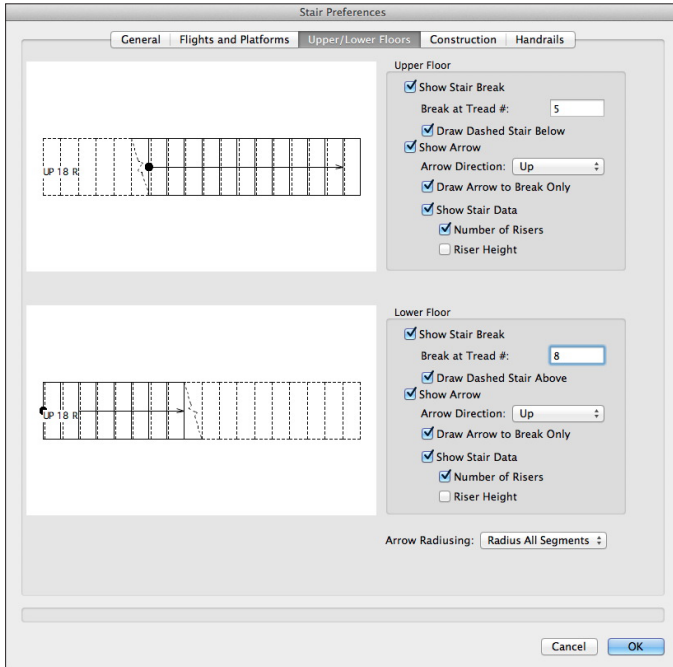 Stair Preferences
General Flights and Platforms Upper/Lower Floors Construction Handrails
UP 18 R
Upper Floor
Show Stair Break
Break at Tread #: 5
Draw Dashed Stair Below
Show Arrow
Arrow Direction: Up
Draw Arrow to Break Only
Show Stair Data
Number of Risers
Riser Height
UP 18 R
Lower Floor
Show Stair Break
Break at Tread #: 8
Draw Dashed Stair Above
Show Arrow
Arrow Direction: Up
Draw Arrow to Break Only
Show Stair Data
Number of Risers
Riser Height
Arrow Radiusing: Radius All Segments
Cancel OK